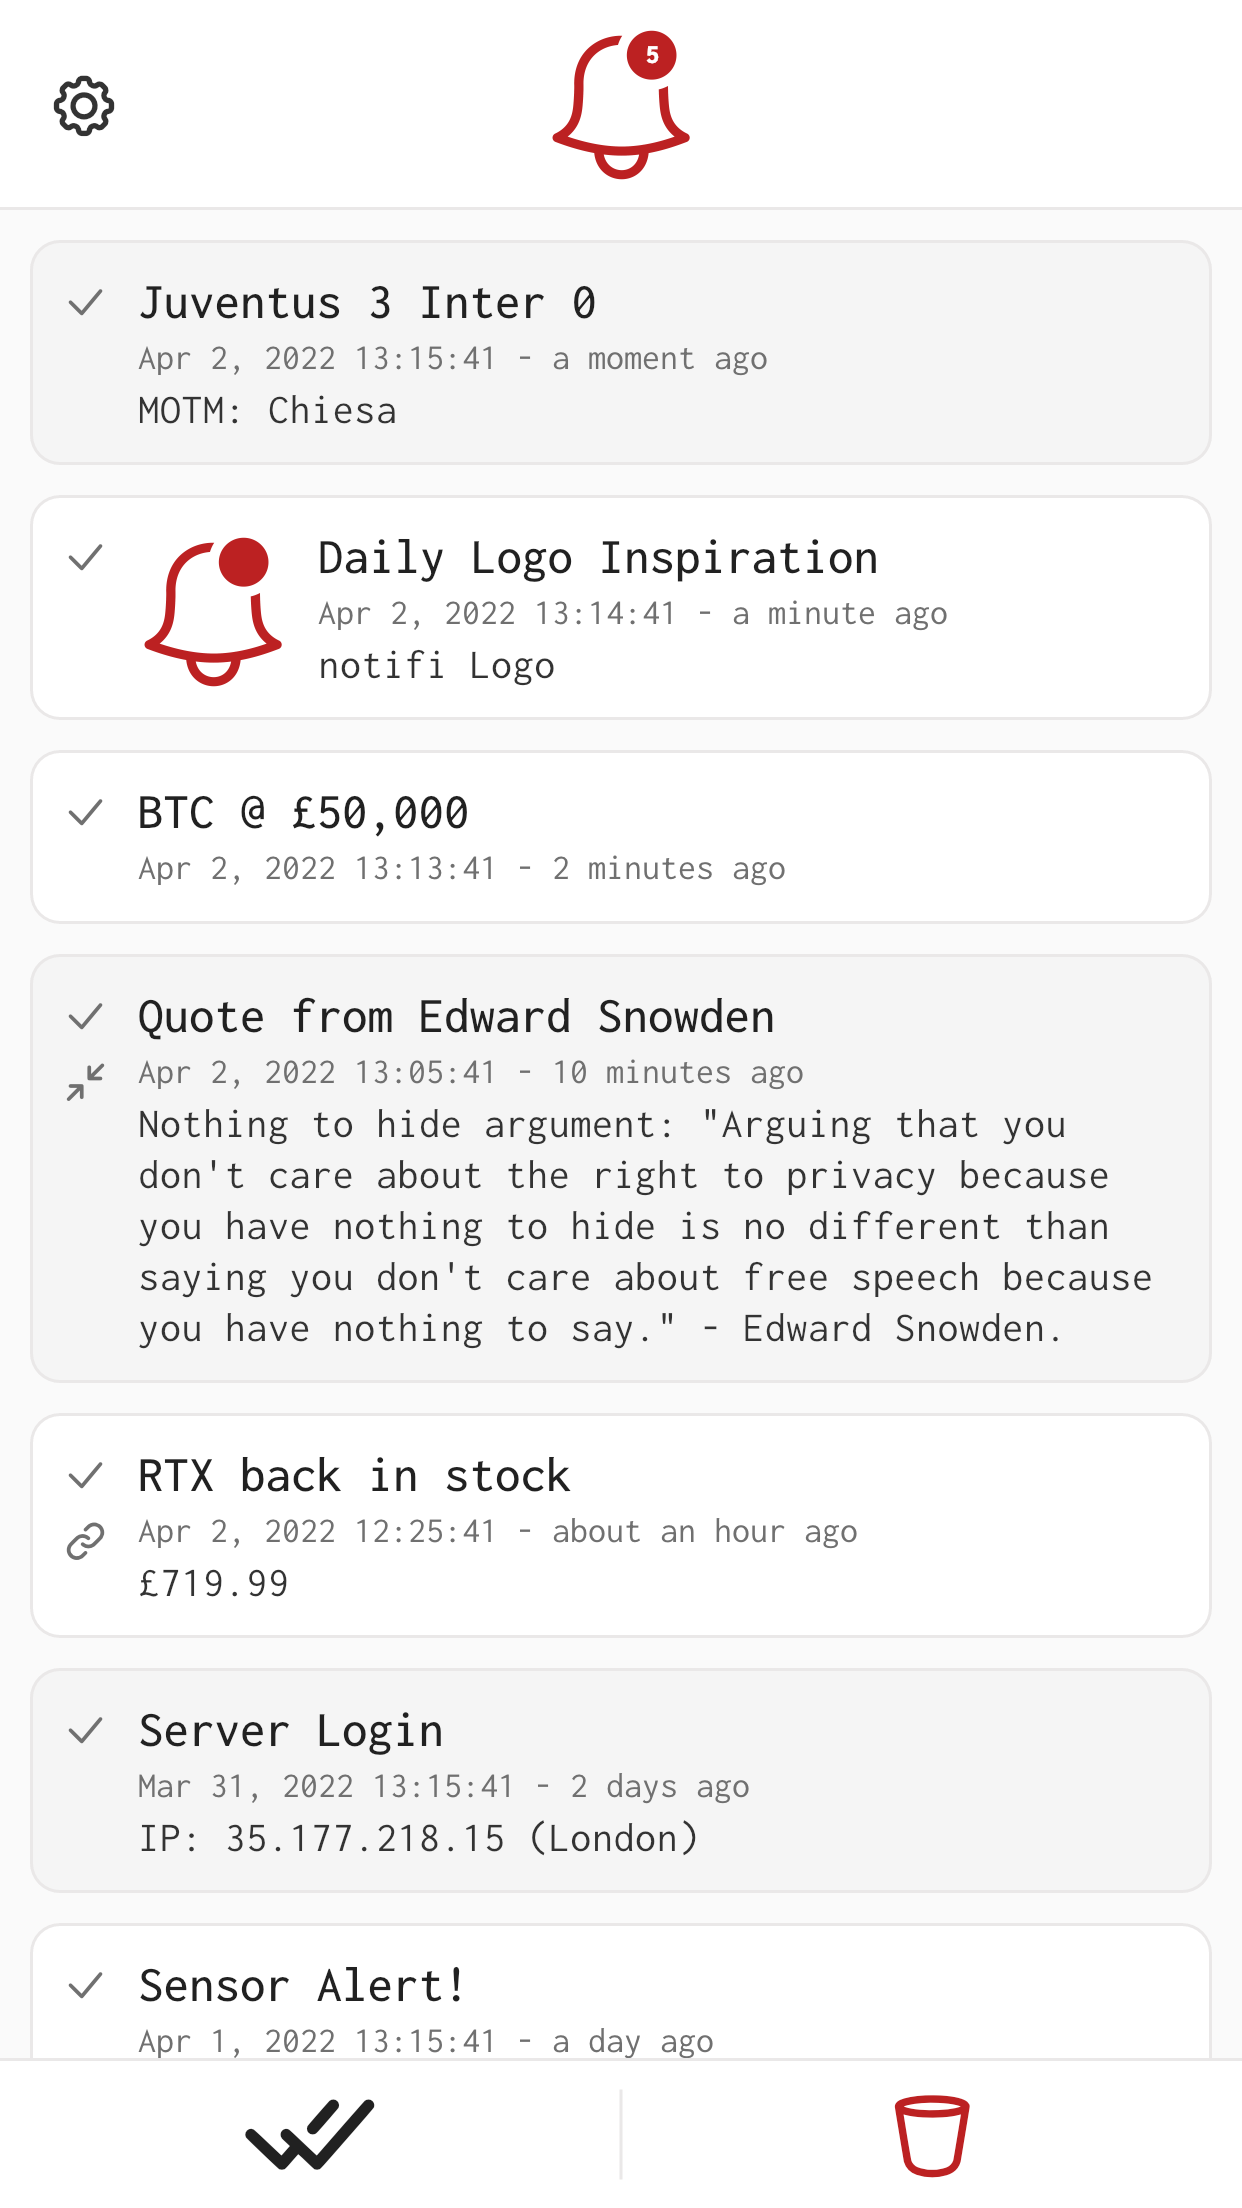 5
Juventus 3 Inter 0
Apr 2, 2022 13:15:41 - a moment ago
MOTM: Chiesa
Daily Logo Inspiration
Apr 2, 2022 13:14:41 - a minute ago
notifi Logo
BTC @ £50,000
Apr 2, 2022 13:13:41 - 2 minutes ago
Quote from Edward Snowden
Apr 2, 2022 13:05:41 - 10 minutes ago
Nothing to hide argument: "Arguing that you
don't care about the right to privacy because
you have nothing to hide is no different than
saying you don't care about free speech because
you have nothing to say." - Edward Snowden.
RTX back in stock
Apr 2, 2022 12:25:41 - about an hour ago
£719.99
Server Login
Mar 31, 2022 13:15:41 - 2 days ago
IP: 35.177.218.15 (London)
Sensor Alert!
Apr 1, 2022 13:15:41 - a day ago